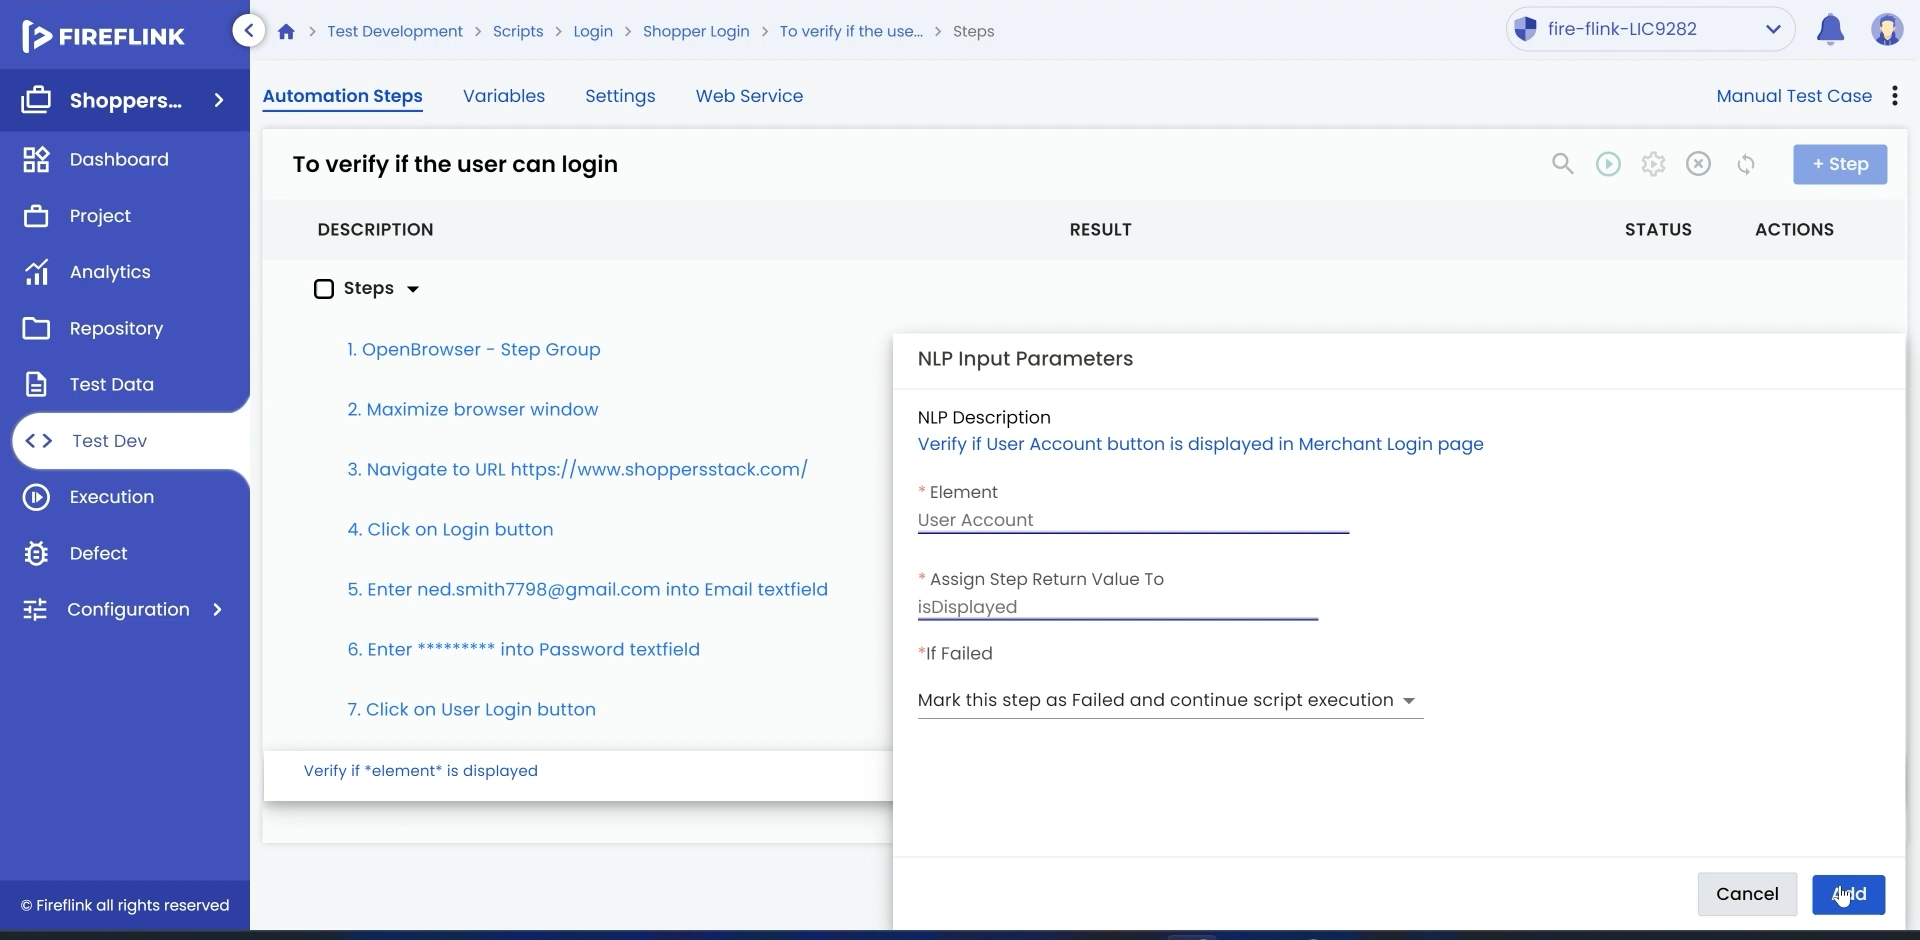 FIREFLINK
Test Development
Scripts
Login
Shopper Login
To verify if the use...
Steps
fire-flink-LIC9282
Shoppers...
Dashboard
Project
Analytics
Repository
Test Data
Test Dev
Execution
Defect
Configuration
© Fireflink all rights reserved
Automation Steps
Variables
Settings
Web Service
Manual Test Case
To verify if the user can login
+ Step
DESCRIPTION
RESULT
STATUS
ACTIONS
Steps
1. OpenBrowser - Step Group
2. Maximize browser window
3. Navigate to URL https://www.shoppersstack.com/
4. Click on Login button
5. Enter ned.smith7798@gmail.com into Email textfield
6. Enter ********* into Password textfield
7. Click on User Login button
Verify if *element* is displayed
NLP Input Parameters
NLP Description
Verify if User Account button is displayed in Merchant Login page
* Element
User Account
* Assign Step Return Value To
isDisplayed
*If Failed
Mark this step as Failed and continue script execution
Cancel
Add